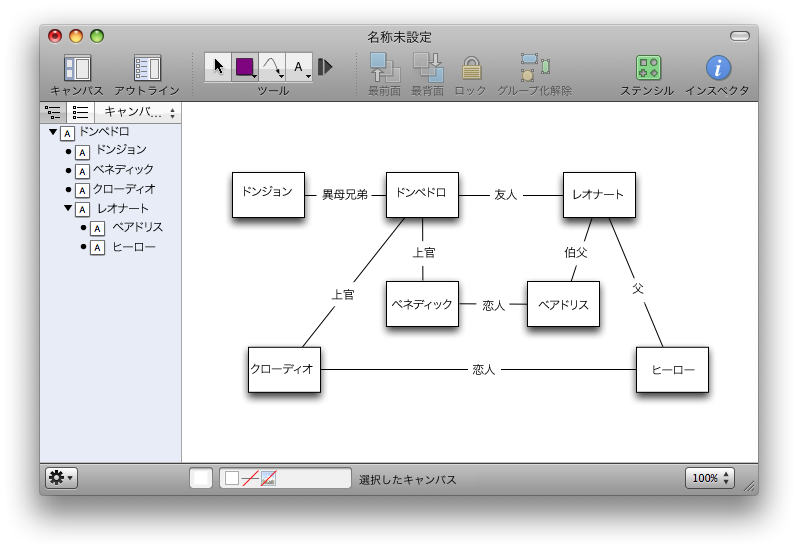 名称未設定
キャンバス アウトライン ツール 最前面 最背面 ロック グループ化解除 ステンシル インスペクタ
A
キャンバ...
A ドンペドロ
A ドンジョン
A ベネディック
A クローディオ
A レオナート
A ベアドリス
A ヒーロー
ドンジョン 異母兄弟 ドンペドロ 友人 レオナート
上官 伯父
上官 父
ベネディック 恋人 ベアドリス
クローディオ 恋人 ヒーロー
選択したキャンバス 100%